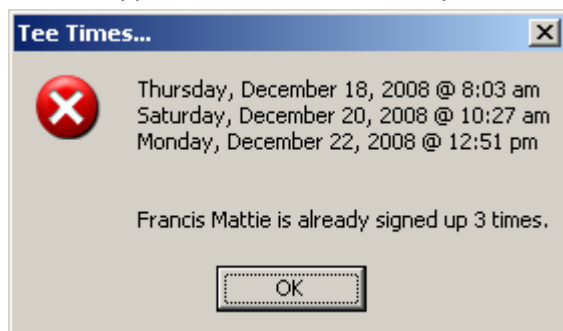 Tee Times...
Thursday, December 18, 2008 @ 8:03 am
Saturday, December 20, 2008 @ 10:27 am
Monday, December 22, 2008 @ 12:51 pm
Francis Mattie is already signed up 3 times.
OK